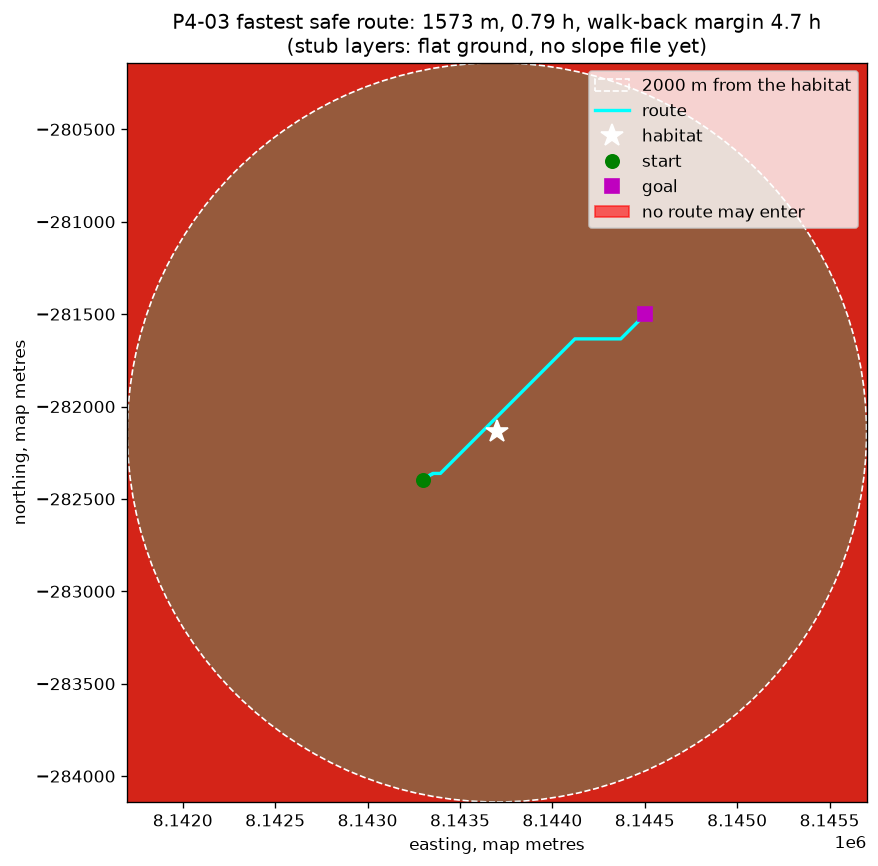 P4-03 fastest safe route: 1573 m, 0.79 h, walk-back margin 4.7 h
(stub layers: flat ground, no slope file yet)
2000 m from the habitat
route
habitat
start
goal
no route may enter
−280500
−281000
−281500
−282000
−282500
−283000
−283500
−284000
northing, map metres
8.1420 8.1425 8.1430 8.1435 8.1440 8.1445 8.1450 8.1455
1e6
easting, map metres